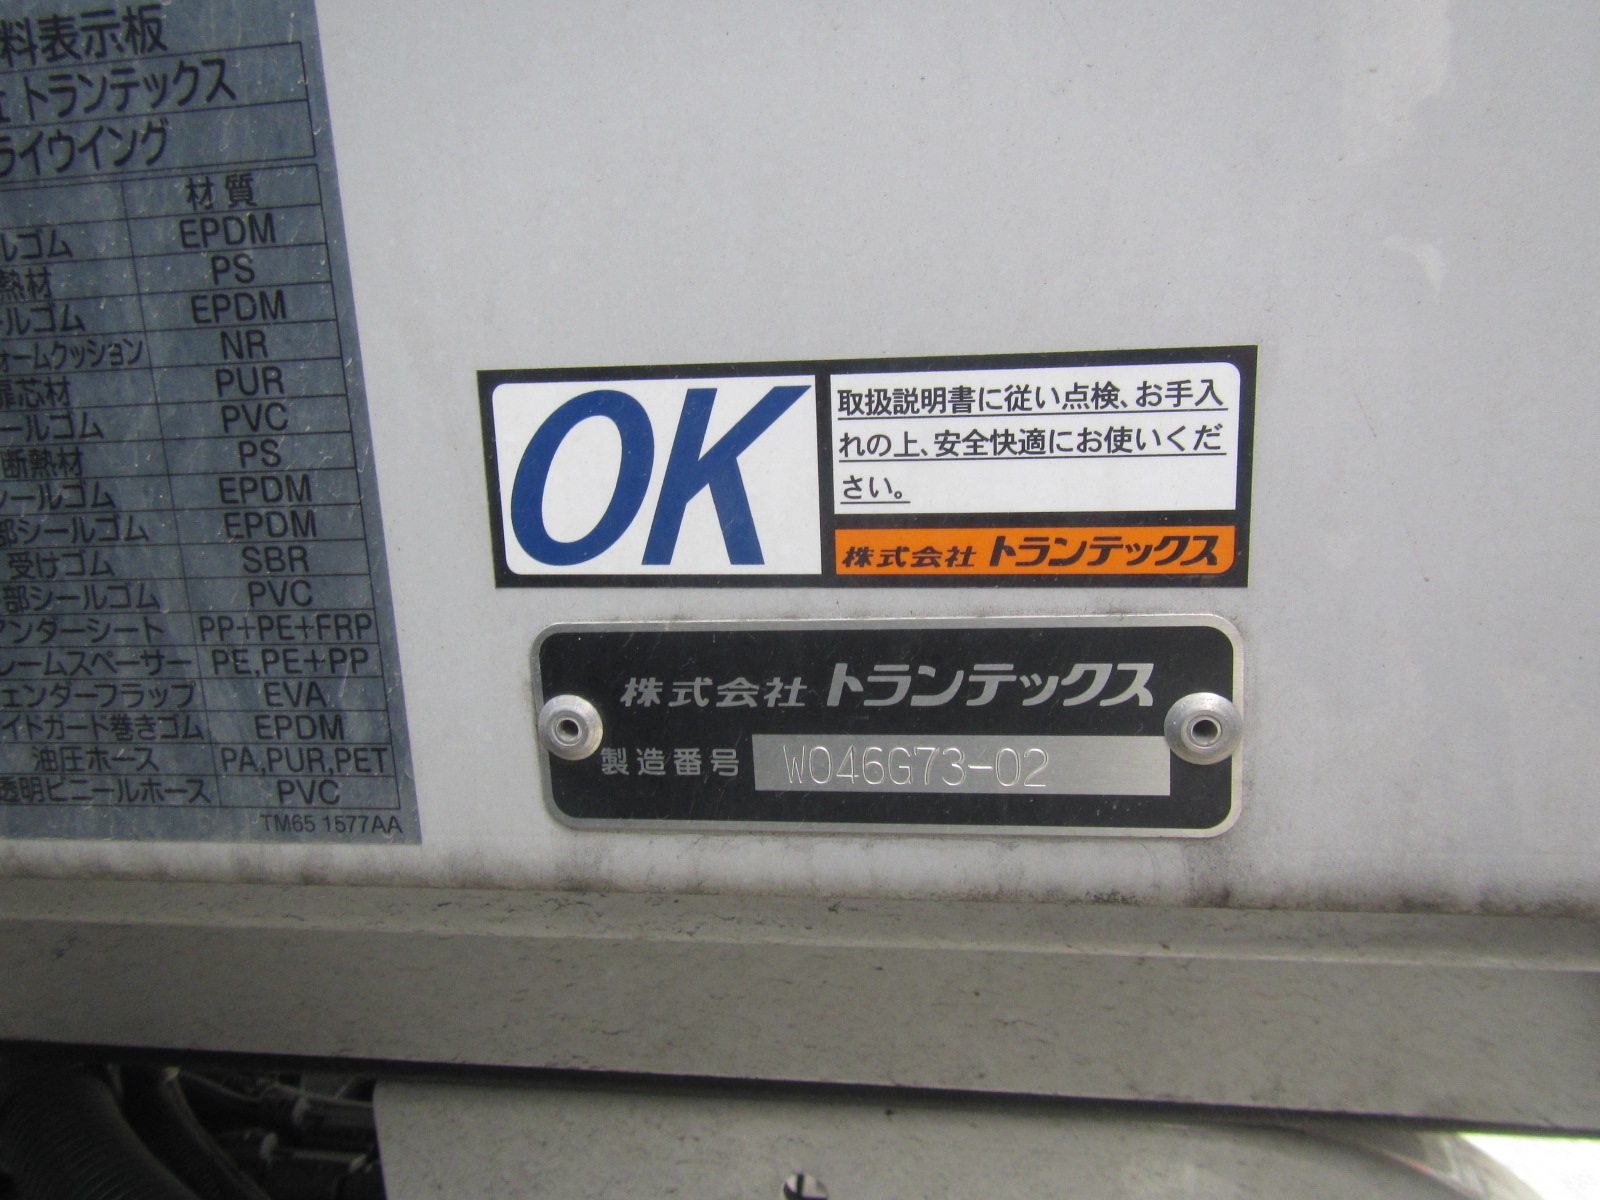 料表示板
トランテックス
ライウイング
材質
ルゴム EPDM
熱材 PS
ールゴム EPDM
ォームクッション NR
扉芯材 PUR
ールゴム PVC
断熱材 PS
シールゴム EPDM
部シールゴム EPDM
受けゴム SBR
部シールゴム PVC
アンダーシート PP+PE+FRP
レームスペーサー PE,PE+PP
フェンダーフラップ EVA
イドガード巻きゴム EPDM
油圧ホース PA,PUR,PET
透明ビニールホース PVC
TM65 1577AA
OK
取扱説明書に従い点検、お手入
れの上、安全快適にお使いくだ
さい。
株式会社 トランテックス
株式会社 トランテックス
製造番号 W046G73-02